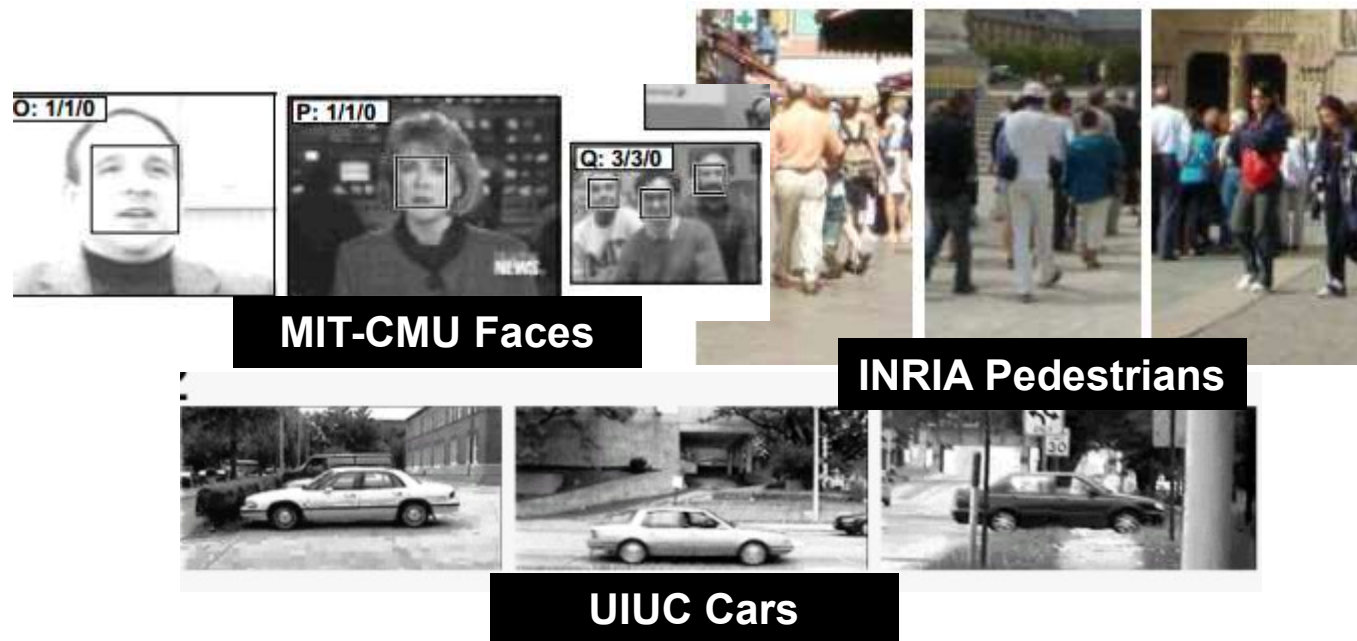 O: 1/1/0
P: 1/1/0
Q: 3/3/0
NEWS
MIT-CMU Faces
INRIA Pedestrians
30
UIUC Cars